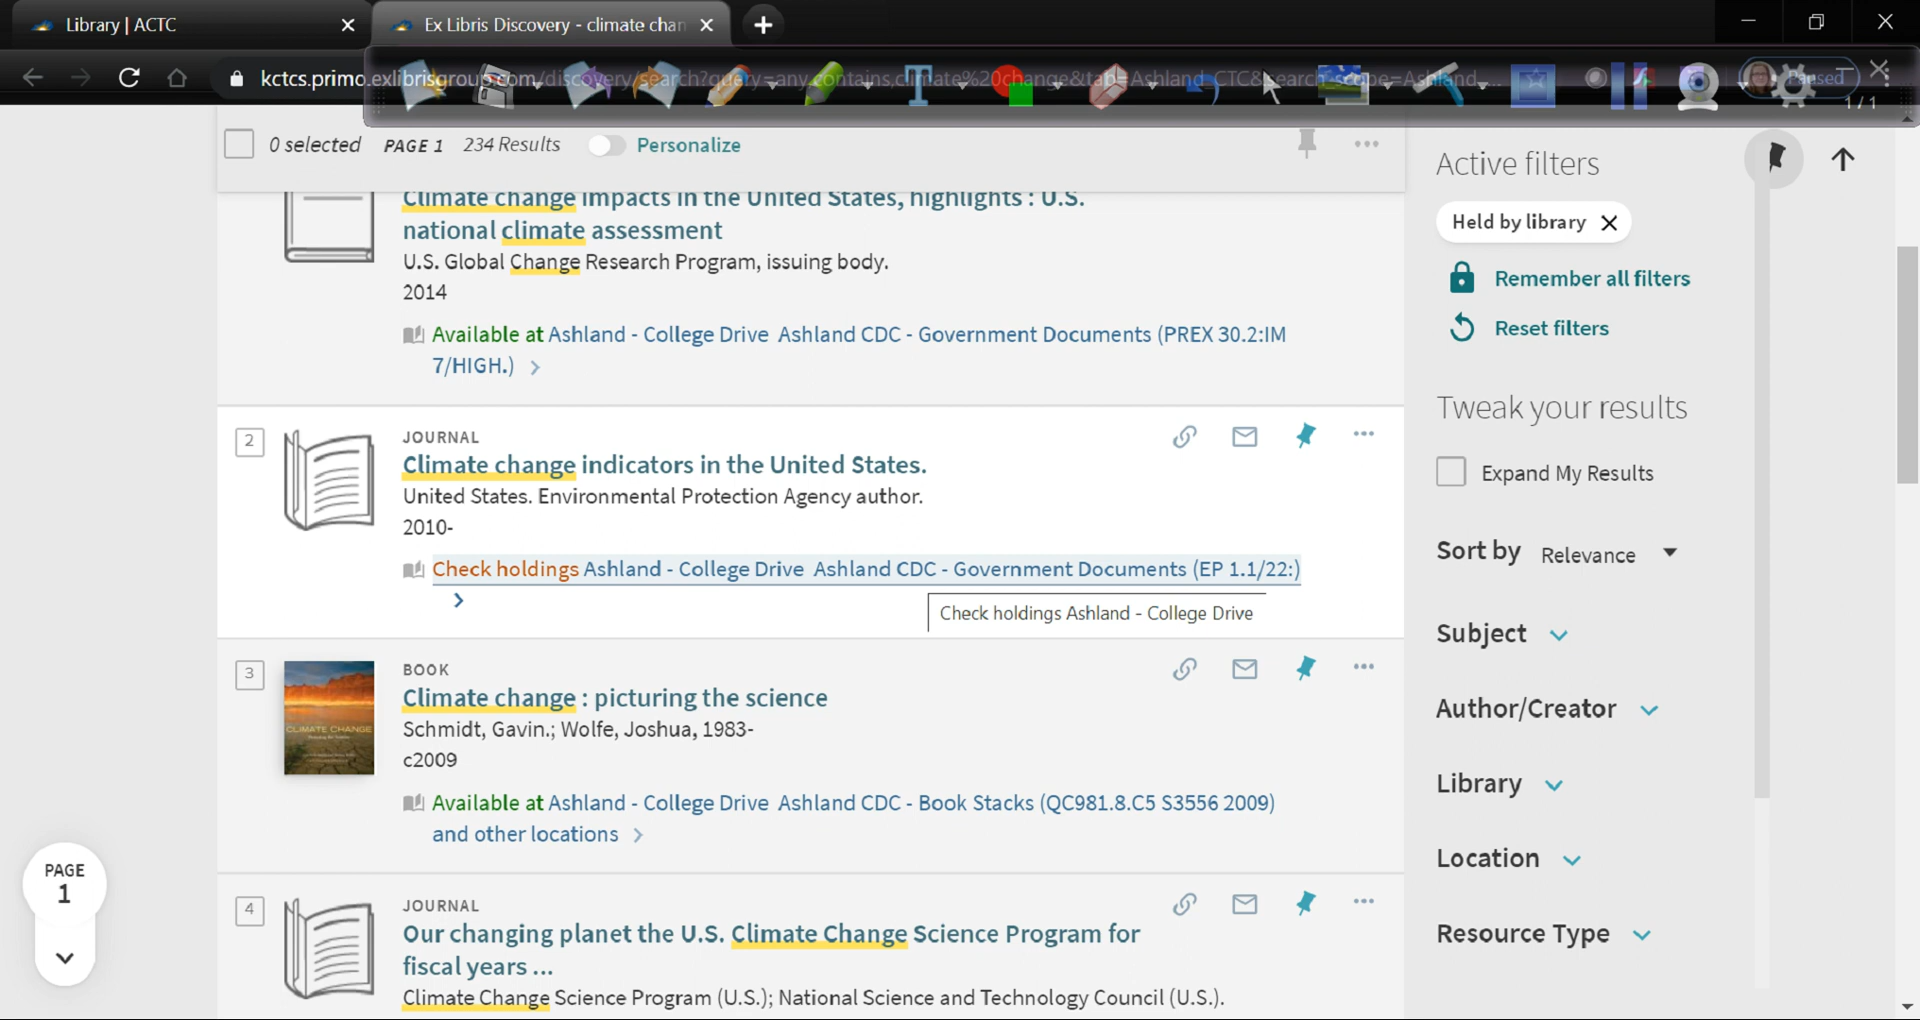 Library | ACTC
Ex Libris Discovery - climate chan
kctcs.primo.exlibrisgroup.com/discovery/search?query=any,contains,climate%20change&tab=Ashland_CTC&search_scope=Ashland-...
Paused
1 / 1
0 selected PAGE 1 234 Results Personalize
Climate change impacts in the United States, highlights : U.S.
national climate assessment
U.S. Global Change Research Program, issuing body.
2014
Available at Ashland - College Drive Ashland CDC - Government Documents (PREX 30.2:IM
7/HIGH.)
2
JOURNAL
Climate change indicators in the United States.
United States. Environmental Protection Agency author.
2010-
Check holdings Ashland - College Drive Ashland CDC - Government Documents (EP 1.1/22:)
Check holdings Ashland - College Drive
3
BOOK
CLIMATE CHANGE
Climate change : picturing the science
Schmidt, Gavin.; Wolfe, Joshua, 1983-
c2009
Available at Ashland - College Drive Ashland CDC - Book Stacks (QC981.8.C5 S3556 2009)
and other locations
4
JOURNAL
Our changing planet the U.S. Climate Change Science Program for
fiscal years ...
Climate Change Science Program (U.S.); National Science and Technology Council (U.S.).
PAGE
1
Active filters
Held by library
Remember all filters
Reset filters
Tweak your results
Expand My Results
Sort by Relevance
Subject
Author/Creator
Library
Location
Resource Type